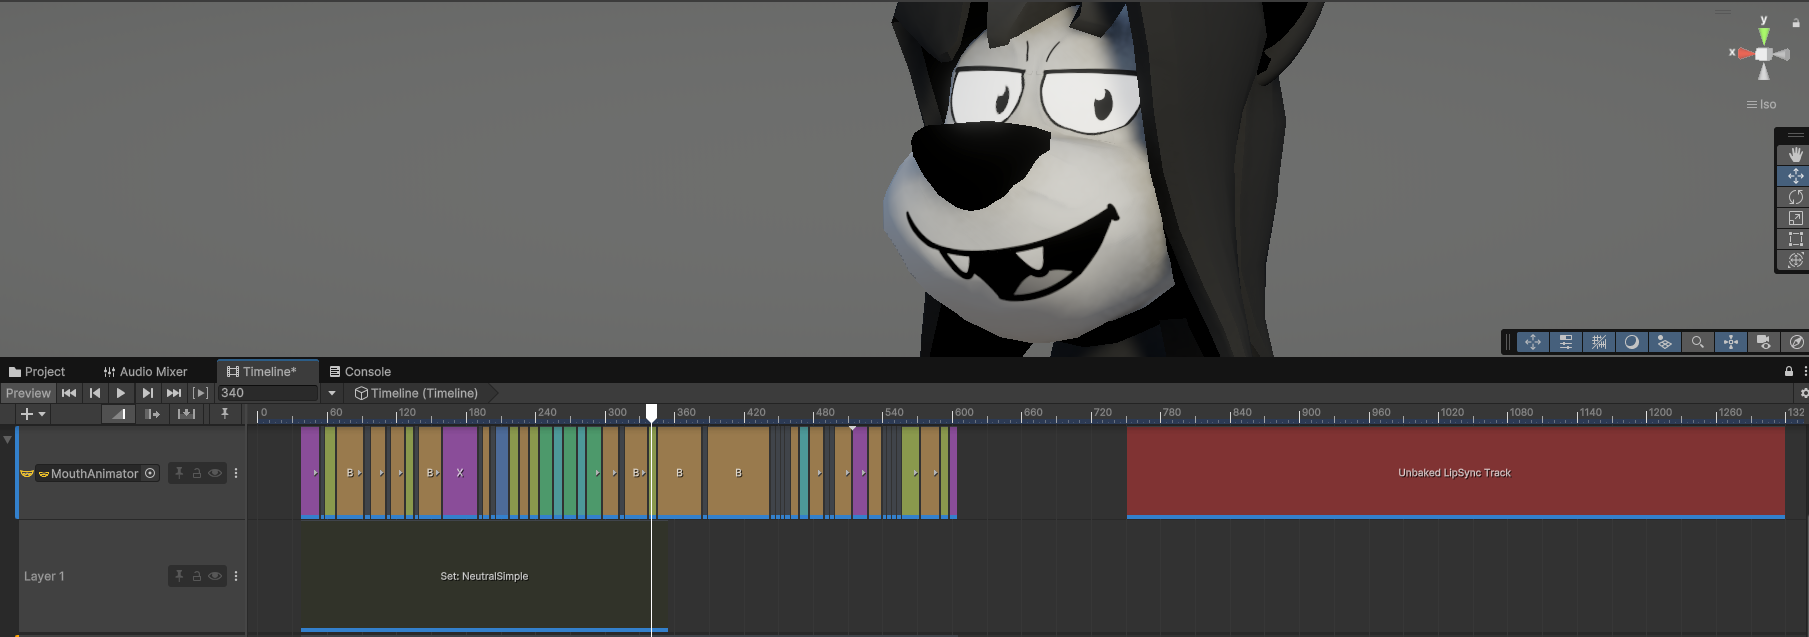 y
x
Iso
Project
Audio Mixer
Timeline*
Console
Preview
340
Timeline (Timeline)
0 60 120 180 240 300 360 420 480 540 600 660 720 780 840 900 960 1020 1080 1140 1200 1260 132
MouthAnimator
B B X B B B
Unbaked LipSync Track
Layer 1
Set: NeutralSimple